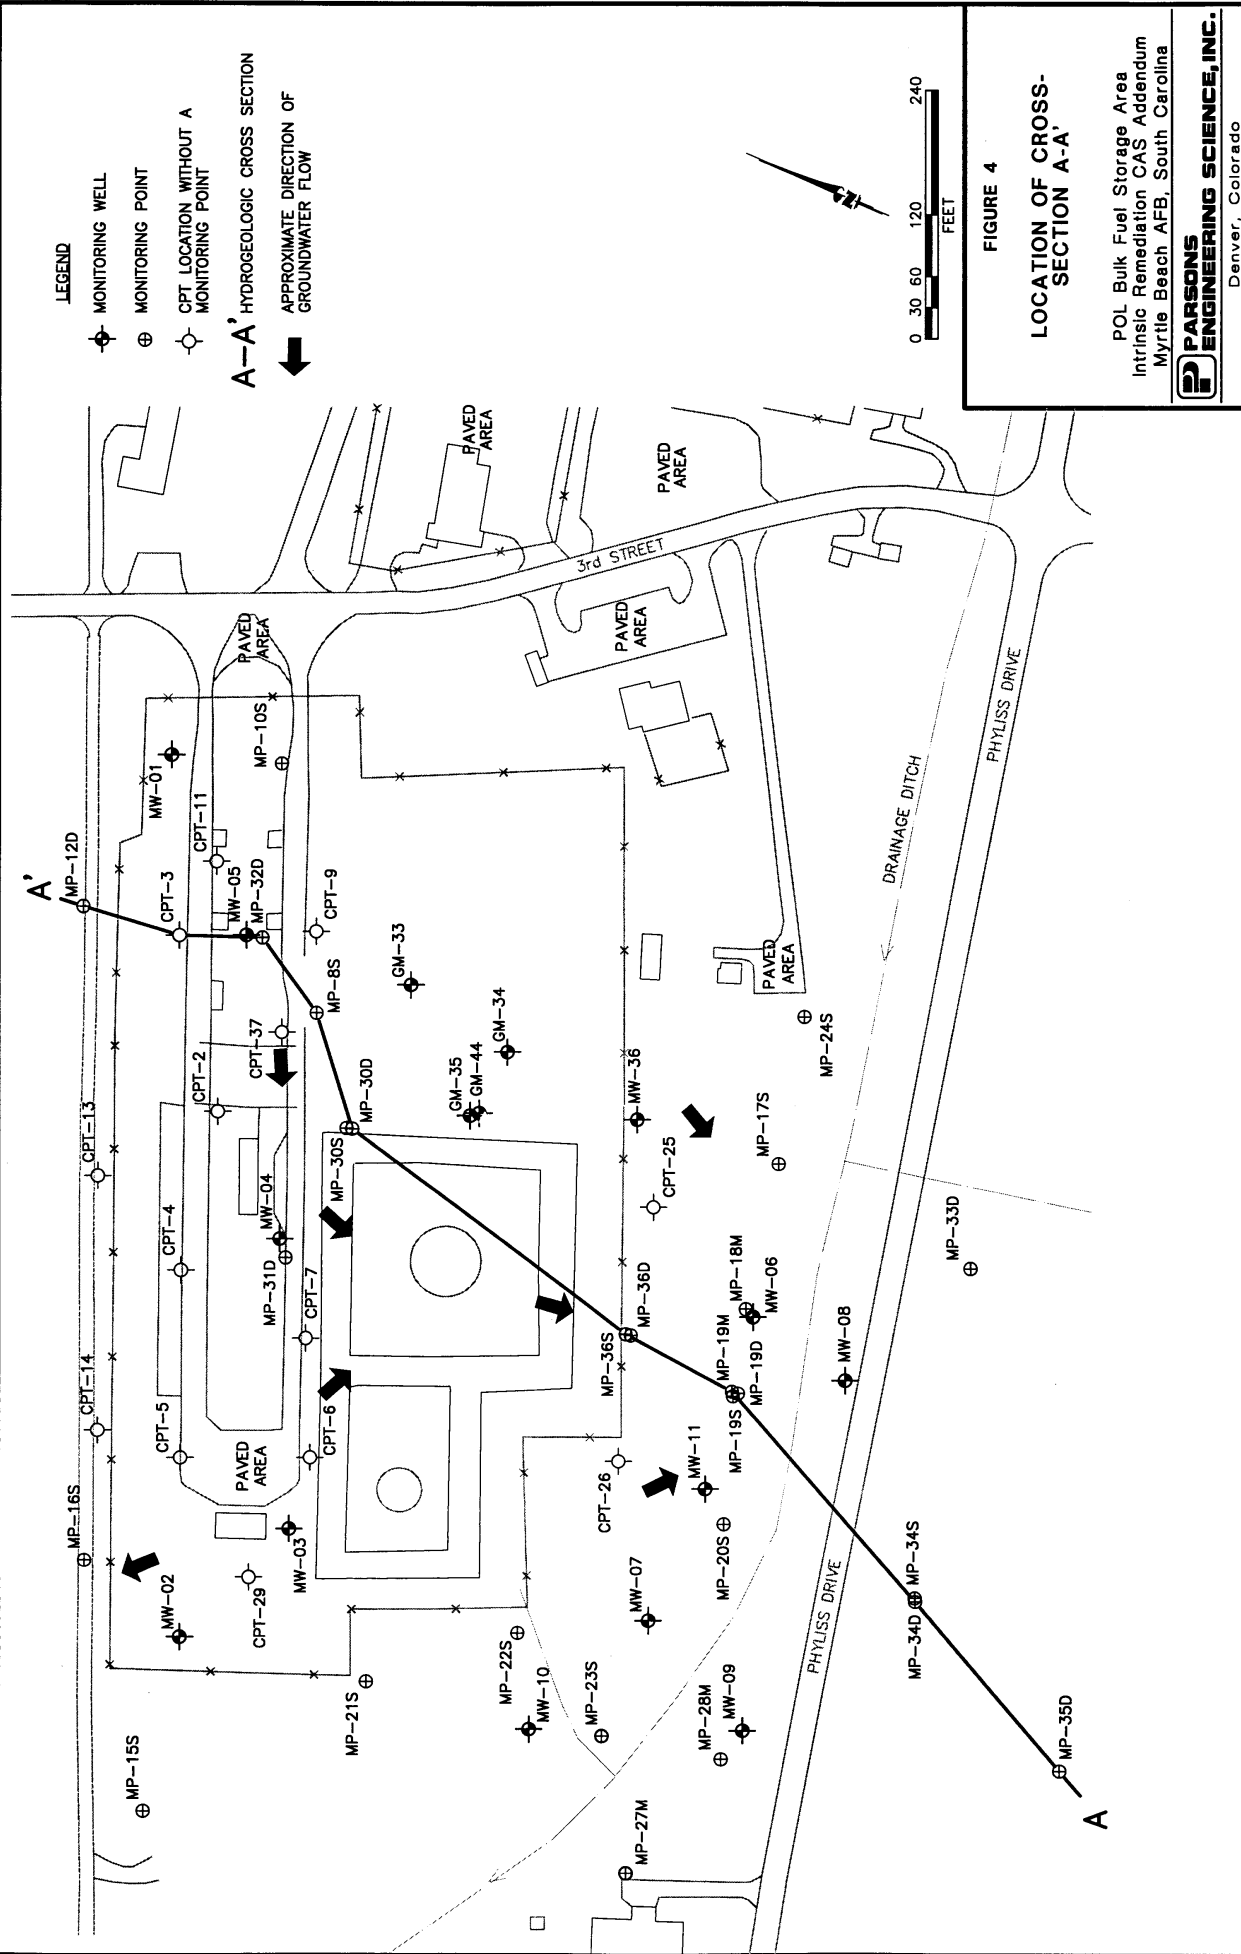 LEGEND
MONITORING WELL
MONITORING POINT
CPT LOCATION WITHOUT A
MONITORING POINT
A-A' HYDROGEOLOGIC CROSS SECTION
APPROXIMATE DIRECTION OF
GROUNDWATER FLOW
A'
MP-12D
CPT-3
MW-01
CPT-11
MW-05
MP-32D
MP-10S
PAVED
AREA
CPT-9
MP-8S
GM-33
GM-34
GM-35
GM-44
CPT-37
CPT-2
CPT-13
MP-30D
MP-30S
CPT-4
MW-04
MP-31D
CPT-7
CPT-14
CPT-5
PAVED
AREA
CPT-6
MP-16S
MW-03
MW-02
CPT-29
MP-15S
MP-21S
MP-22S
MW-10
MP-23S
MP-27M
MP-28M
MW-09
MW-07
MP-20S
MW-11
CPT-26
MP-36S
MP-36D
MP-19M
MP-19D
MP-19S
MP-18M
MW-06
MW-08
CPT-25
MW-36
MP-17S
MP-24S
MP-33D
MP-34S
MP-34D
MP-35D
A
PAVED
AREA
PAVED
AREA
PAVED
AREA
PAVED
AREA
3rd STREET
DRAINAGE DITCH
PHYLISS DRIVE
PHYLISS DRIVE
N
0 30 60 120 240
FEET
FIGURE 4
LOCATION OF CROSS-
SECTION A-A'
POL Bulk Fuel Storage Area
Intrinsic Remediation CAS Addendum
Myrtle Beach AFB, South Carolina
PARSONS
ENGINEERING SCIENCE, INC.
Denver, Colorado